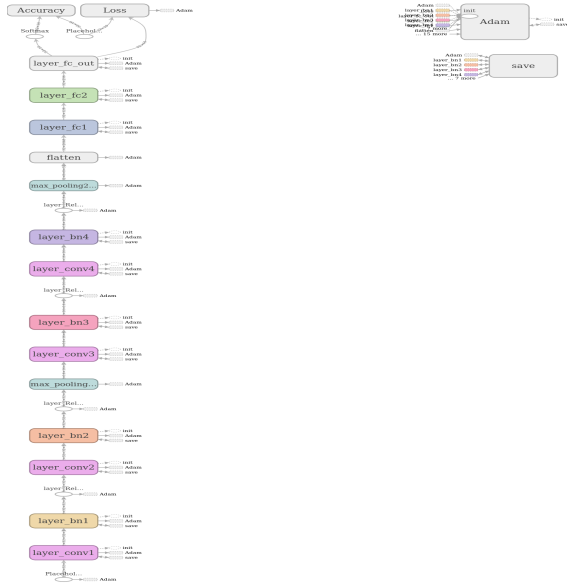 Accuracy
Loss
Adam
Softmax
Placehol...
layer_fc_out
init
Adam
save
layer_fc2
init
Adam
save
layer_fc1
init
Adam
save
flatten
Adam
max_pooling2...
Adam
layer_Rel...
Adam
layer_bn4
init
Adam
save
layer_conv4
init
Adam
save
layer_Rel...
Adam
layer_bn3
init
Adam
save
layer_conv3
init
Adam
save
max_pooling...
Adam
layer_Rel...
Adam
layer_bn2
init
Adam
save
layer_conv2
init
Adam
save
layer_Rel...
Adam
layer_bn1
init
Adam
save
layer_conv1
init
Adam
save
Placehol...
Adam
Adam
init
Adam
init
save
... 15 more
Adam
layer_bn1
layer_bn2
layer_bn3
layer_bn4
... 7 more
save